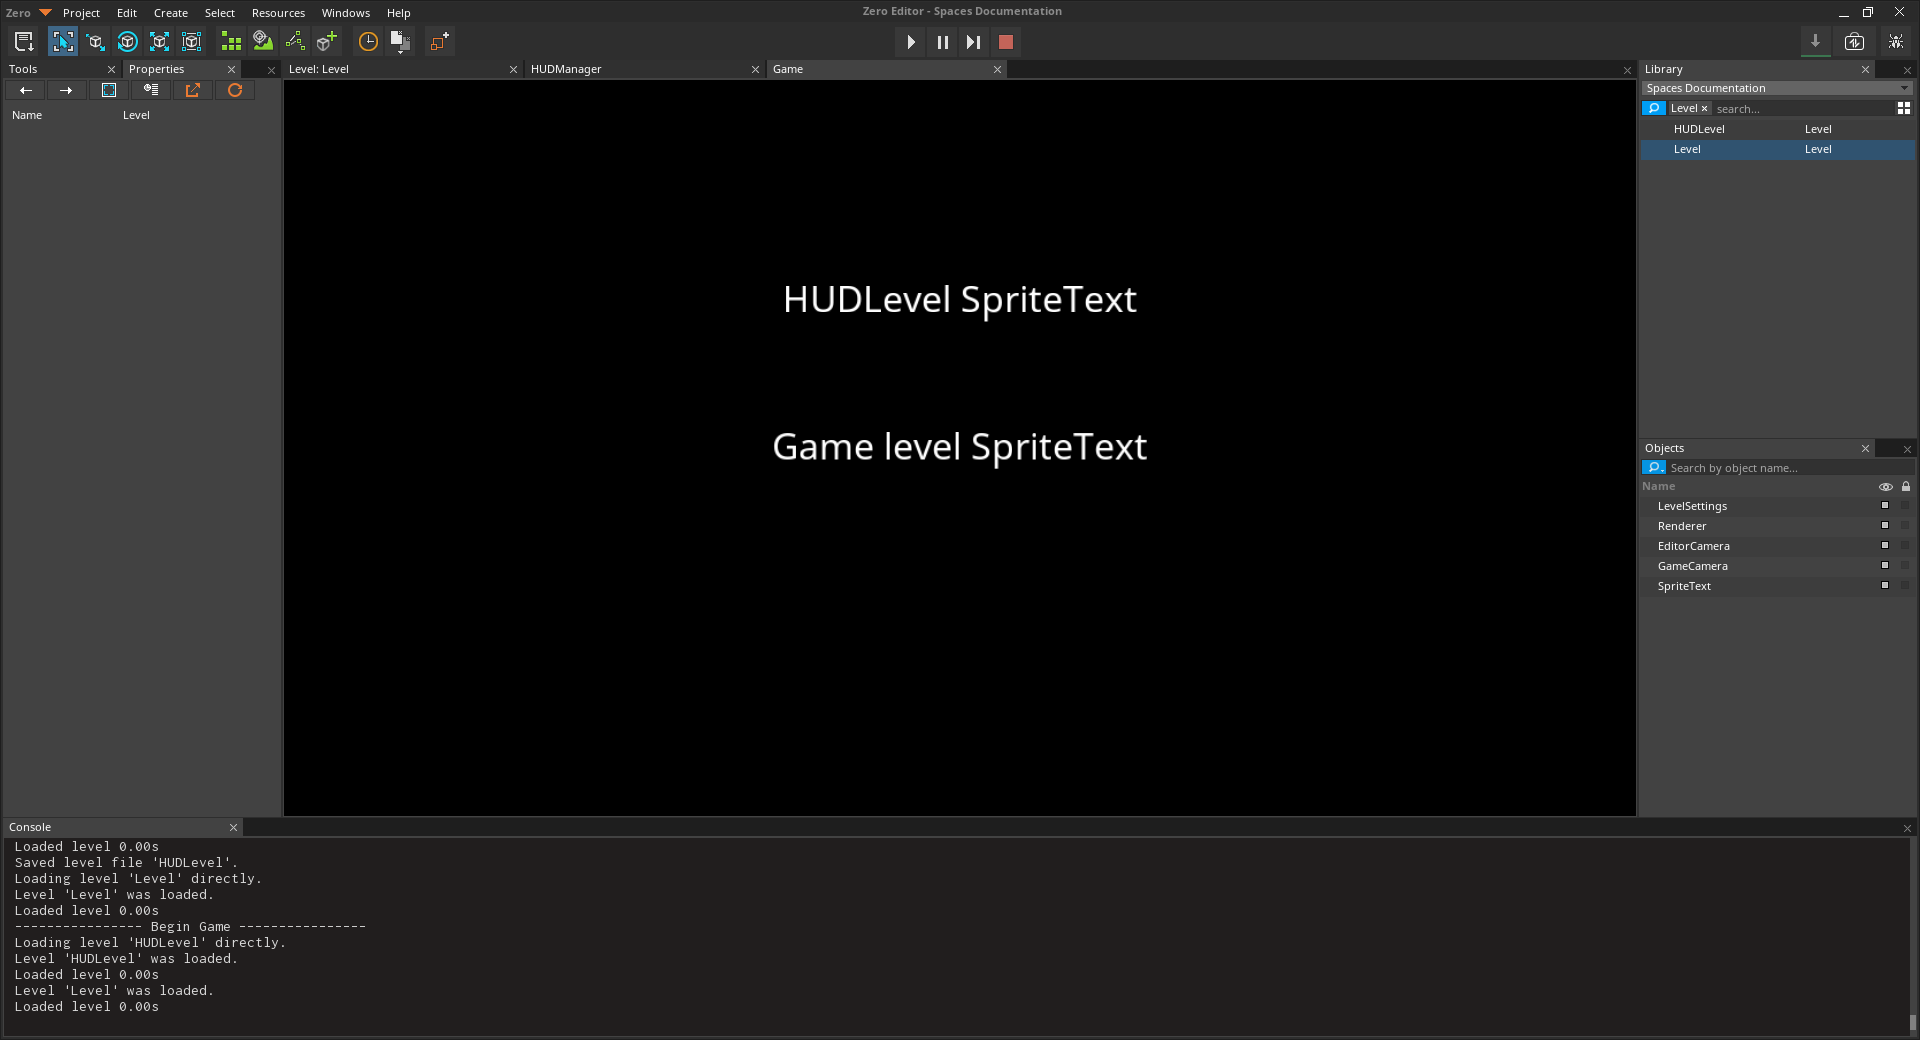 Zero Project Edit Create Select Resources Windows Help
Zero Editor - Spaces Documentation
Tools
Properties
Name Level
Level: Level
HUDManager
Game
HUDLevel SpriteText
Game level SpriteText
Library
Spaces Documentation
Level × search...
HUDLevel Level
Level Level
Objects
Search by object name...
Name
LevelSettings
Renderer
EditorCamera
GameCamera
SpriteText
Console
Loaded level 0.00s
Saved level file 'HUDLevel'.
Loading level 'Level' directly.
Level 'Level' was loaded.
Loaded level 0.00s
---------------- Begin Game ----------------
Loading level 'HUDLevel' directly.
Level 'HUDLevel' was loaded.
Loaded level 0.00s
Level 'Level' was loaded.
Loaded level 0.00s